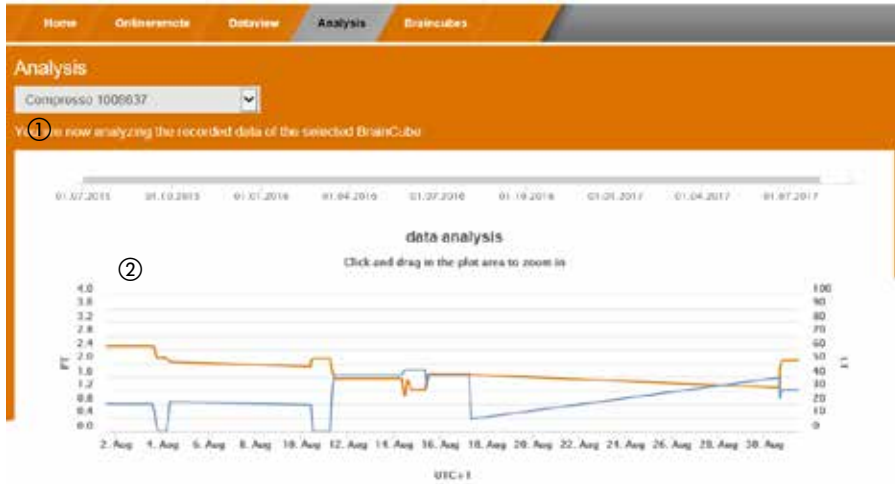 Home Onlineremote Dataview Analysis Braincubes
Analysis
Compresso 1008637
① now analyzing the recorded data of the selected BrainCube
01.07.2015 01.10.2015 01.01.2016 01.04.2016 01.07.2016 01.10.2016 01.01.2017 01.04.2017 01.07.2017
data analysis
②
Click and drag in the plot area to zoom in
4.0 100
3.6 90
3.2 80
2.8 70
2.4 60
2.0 50
1.6 40
1.2 30
0.8 20
0.4 10
0.0 0
2. Aug 4. Aug 6. Aug 8. Aug 10. Aug 12. Aug 14. Aug 16. Aug 18. Aug 20. Aug 22. Aug 24. Aug 26. Aug 28. Aug 30. Aug
UTC+1